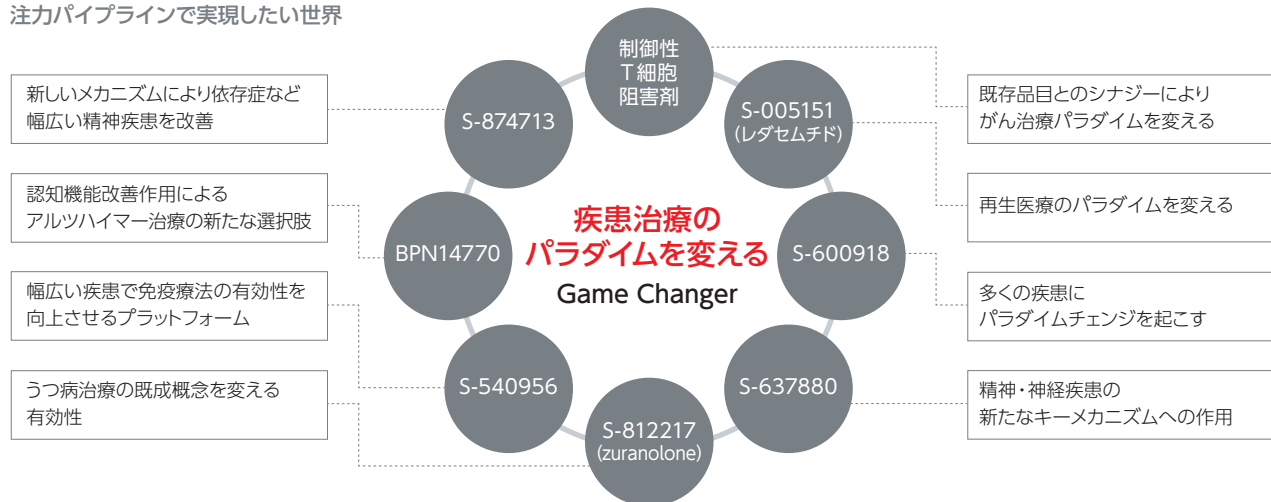 注力パイプラインで実現したい世界
新しいメカニズムにより依存症など
幅広い精神疾患を改善
認知機能改善作用による
アルツハイマー治療の新たな選択肢
幅広い疾患で免疫療法の有効性を
向上させるプラットフォーム
うつ病治療の既成概念を変える
有効性
制御性
T細胞
阻害剤
S-874713
S-005151
(レダセムチド)
BPN14770
疾患治療の
パラダイムを変える
Game Changer
S-600918
S-540956
S-637880
S-812217
(zuranolone)
既存品目とのシナジーにより
がん治療パラダイムを変える
再生医療のパラダイムを変える
多くの疾患に
パラダイムチェンジを起こす
精神・神経疾患の
新たなキーメカニズムへの作用